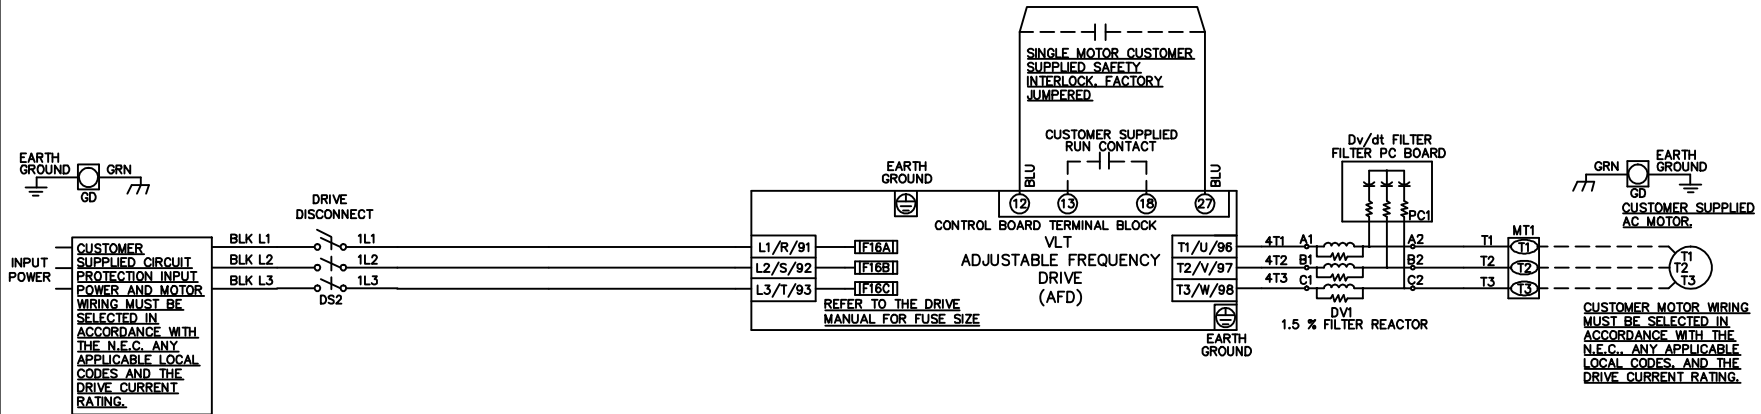 SINGLE MOTOR CUSTOMER
SUPPLIED SAFETY
INTERLOCK, FACTORY
JUMPERED
CUSTOMER SUPPLIED
RUN CONTACT
BLU
BLU
Dv/dt FILTER
FILTER PC BOARD
PC1
EARTH
GROUND
GRN
GD
DRIVE
DISCONNECT
EARTH
GROUND
12
13
18
27
CONTROL BOARD TERMINAL BLOCK
GRN
EARTH
GROUND
GD
CUSTOMER SUPPLIED
AC MOTOR.
INPUT
POWER
CUSTOMER
SUPPLIED CIRCUIT
PROTECTION INPUT
POWER AND MOTOR
WIRING MUST BE
SELECTED IN
ACCORDANCE WITH
THE N.E.C. ANY
APPLICABLE LOCAL
CODES AND THE
DRIVE CURRENT
RATING.
BLK L1
BLK L2
BLK L3
1L1
1L2
1L3
DS2
L1/R/91
L2/S/92
L3/T/93
F16A
F16B
F16C
REFER TO THE DRIVE
MANUAL FOR FUSE SIZE
VLT
ADJUSTABLE FREQUENCY
DRIVE
(AFD)
T1/U/96
T2/V/97
T3/W/98
EARTH
GROUND
4T1
4T2
4T3
A1
B1
C1
A2
B2
C2
DV1
1.5 % FILTER REACTOR
T1
T2
T3
MT1
T1
T2
T3
T1
T2
T3
CUSTOMER MOTOR WIRING
MUST BE SELECTED IN
ACCORDANCE WITH THE
N.E.C., ANY APPLICABLE
LOCAL CODES, AND THE
DRIVE CURRENT RATING.